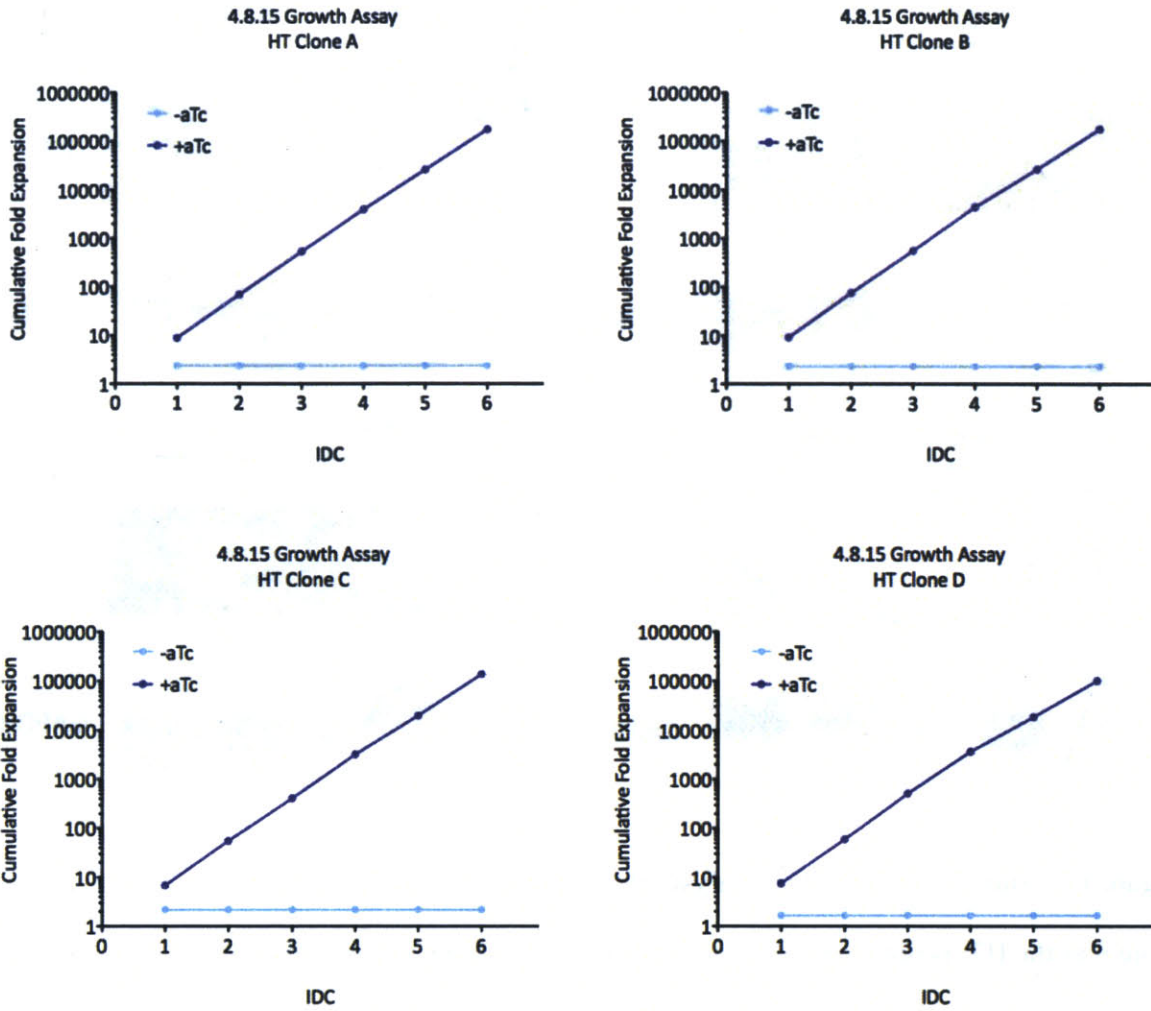 4.8.15 Growth Assay
HT Clone A
1000000
100000
10000
1000
100
10
1
-aTc
+aTc
Cumulative Fold Expansion
0 1 2 3 4 5 6
IDC
4.8.15 Growth Assay
HT Clone B
1000000
100000
10000
1000
100
10
1
-aTc
+aTc
Cumulative Fold Expansion
0 1 2 3 4 5 6
IDC
4.8.15 Growth Assay
HT Clone C
1000000
100000
10000
1000
100
10
1
-aTc
+aTc
Cumulative Fold Expansion
0 1 2 3 4 5 6
IDC
4.8.15 Growth Assay
HT Clone D
1000000
100000
10000
1000
100
10
1
-aTc
+aTc
Cumulative Fold Expansion
0 1 2 3 4 5 6
IDC